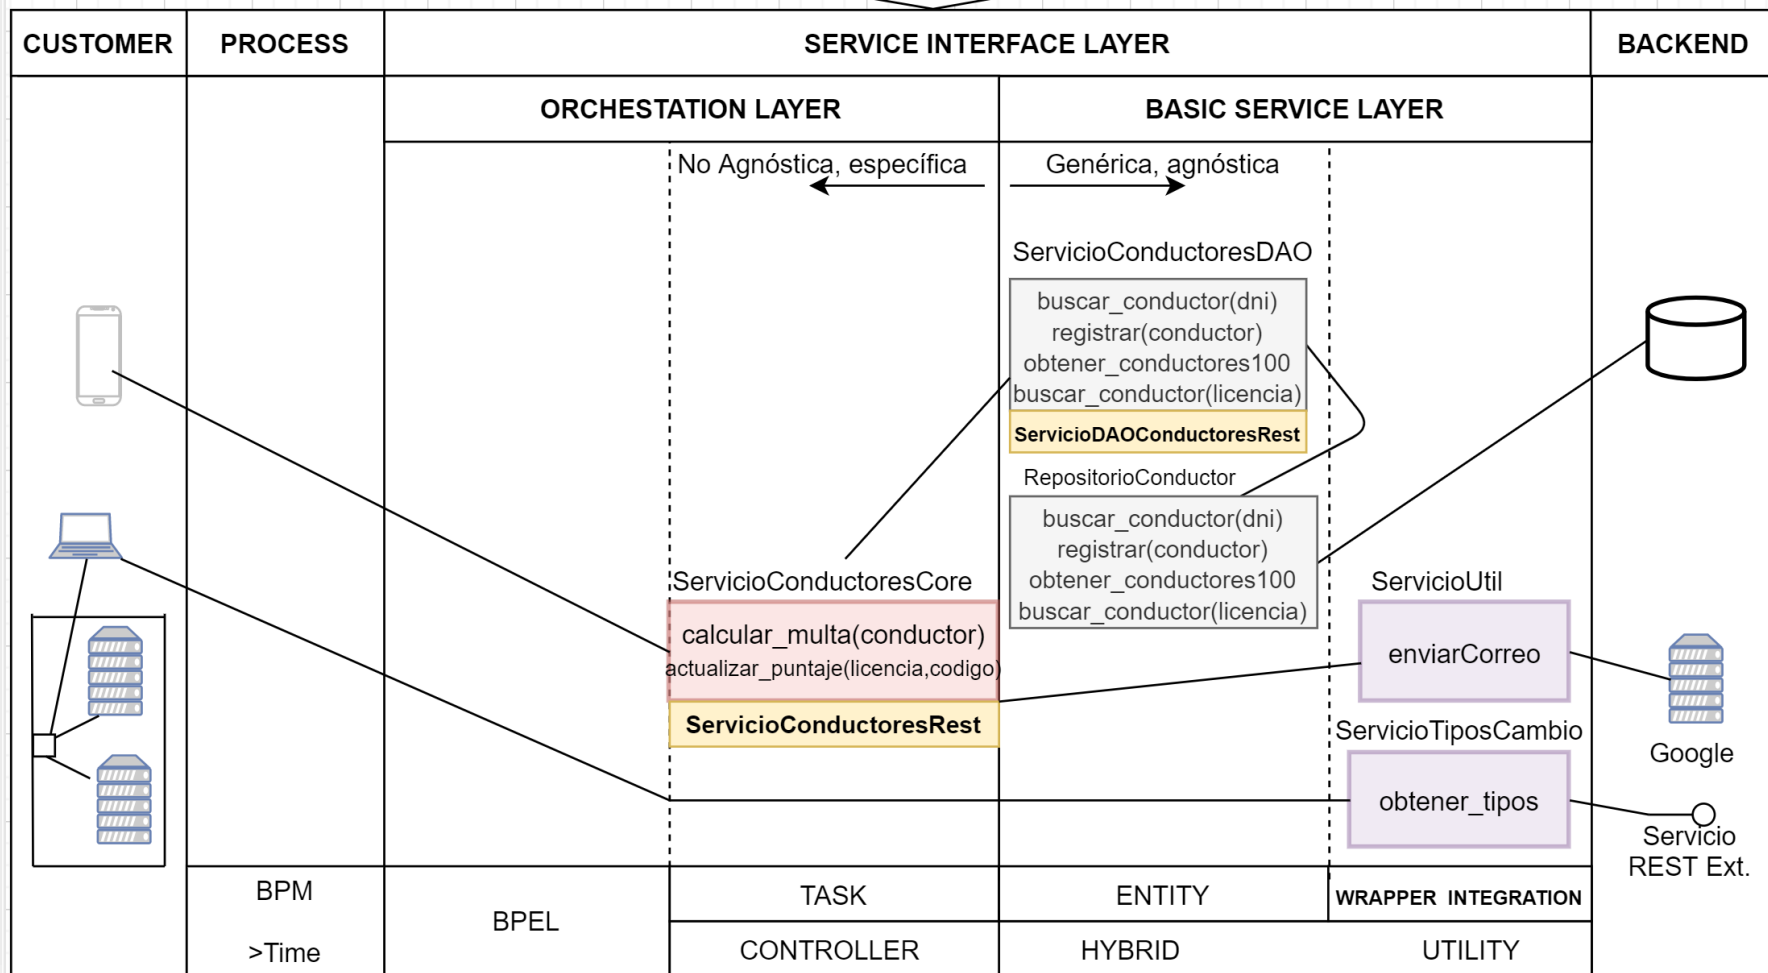 CUSTOMER
PROCESS
SERVICE INTERFACE LAYER
BACKEND
ORCHESTATION LAYER
BASIC SERVICE LAYER
No Agnóstica, específica
Genérica, agnóstica
ServicioConductoresDAO
buscar_conductor(dni)
registrar(conductor)
obtener_conductores100
buscar_conductor(licencia)
ServicioDAOConductoresRest
RepositorioConductor
buscar_conductor(dni)
registrar(conductor)
obtener_conductores100
buscar_conductor(licencia)
ServicioConductoresCore
calcular_multa(conductor)
actualizar_puntaje(licencia,codigo)
ServicioConductoresRest
ServicioUtil
enviarCorreo
ServicioTiposCambio
obtener_tipos
Google
Servicio
REST Ext.
BPM
>Time
BPEL
TASK
ENTITY
WRAPPER INTEGRATION
CONTROLLER
HYBRID
UTILITY